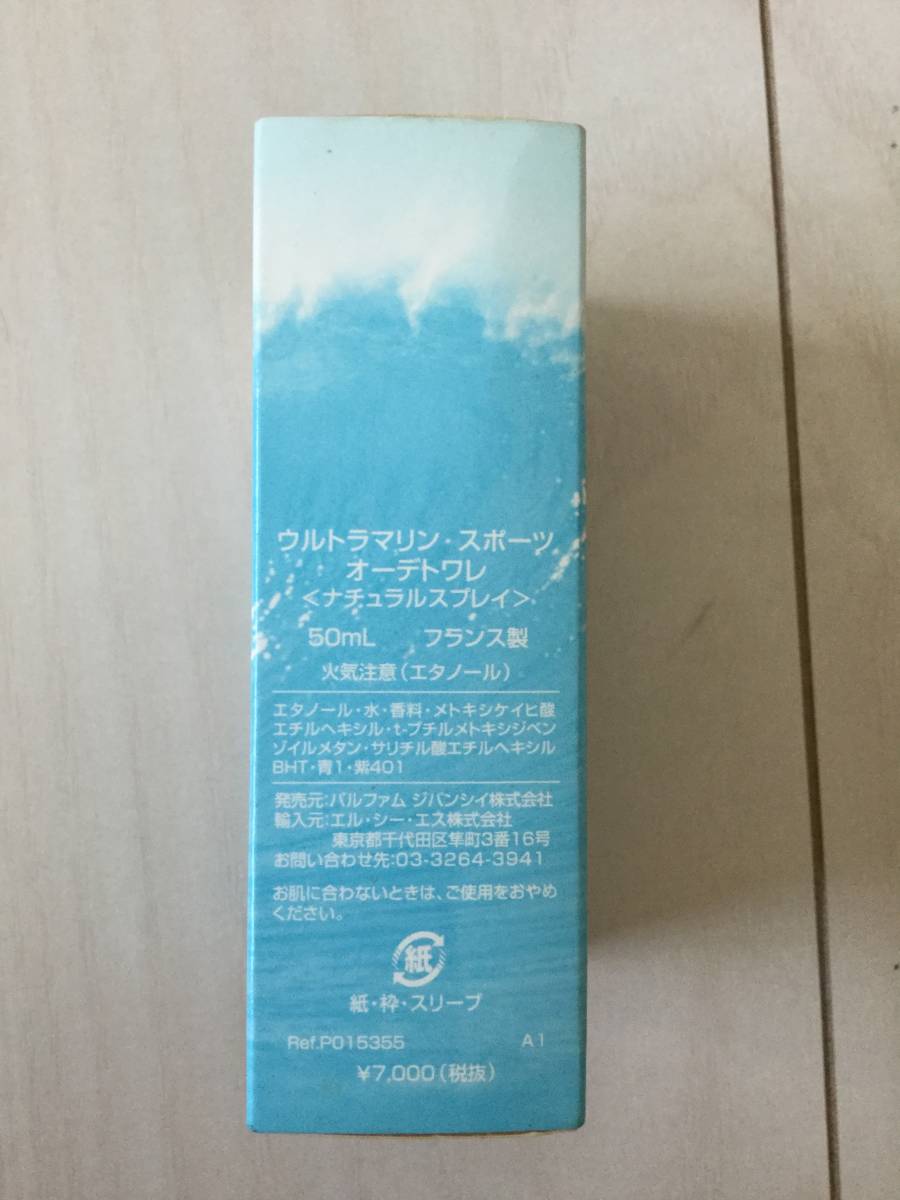 ウルトラマリン・スポーツ
オーデトワレ
<ナチュラルスプレイ>
50mL フランス製
火気注意(エタノール)
エタノール・水・香料・メトキシケイヒ酸
エチルヘキシル・t-ブチルメトキシジベン
ゾイルメタン・サリチル酸エチルヘキシル
BHT・青1・紫401
発売元:パルファム ジバンシイ株式会社
輸入元:エル・シー・エス株式会社
東京都千代田区隼町3番16号
お問い合わせ先:03-3264-3941
お肌に合わないときは、ご使用をおやめ
ください。
紙
紙・枠・スリーブ
Ref.P015355 A1
¥7,000(税抜)